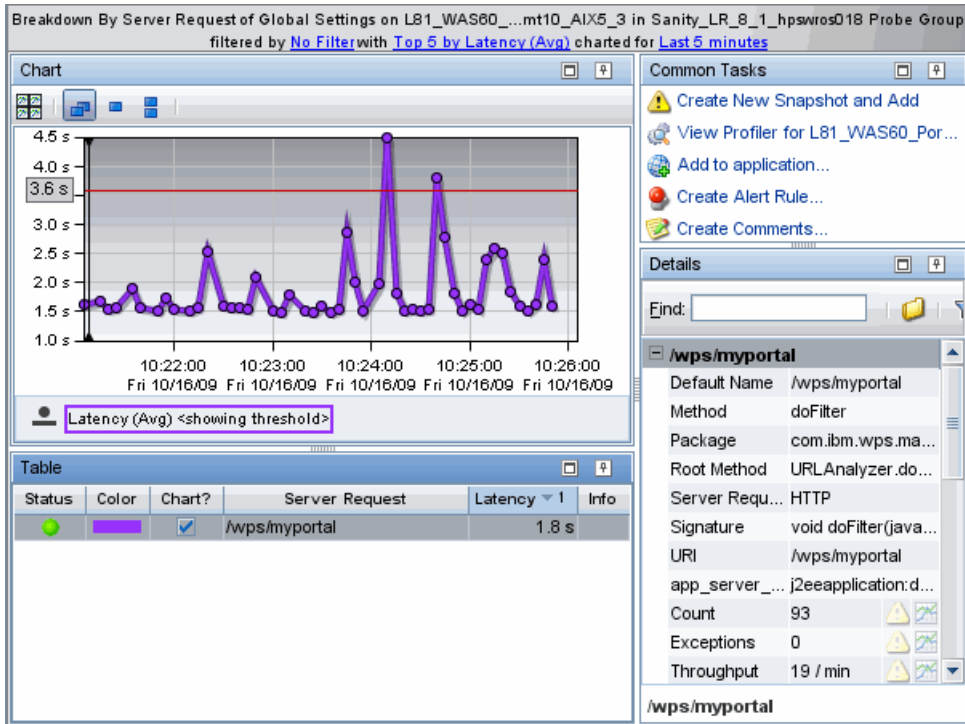 Breakdown By Server Request of Global Settings on L81_WAS60_...mt10_AIX5_3 in Sanity_LR_8_1_hpswros018 Probe Group
filtered by No Filter with Top 5 by Latency (Avg) charted for Last 5 minutes
Chart
4.5 s
4.0 s
3.6 s
3.0 s
2.5 s
2.0 s
1.5 s
1.0 s
10:22:00 10:23:00 10:24:00 10:25:00 10:26:00
Fri 10/16/09 Fri 10/16/09 Fri 10/16/09 Fri 10/16/09 Fri 10/16/09
Latency (Avg) <showing threshold>
Table
Status Color Chart? Server Request Latency 1 Info
/wps/myportal 1.8 s
Common Tasks
Create New Snapshot and Add
View Profiler for L81_WAS60_Por...
Add to application...
Create Alert Rule...
Create Comments...
Details
Find:
/wps/myportal
Default Name /wps/myportal
Method doFilter
Package com.ibm.wps.ma...
Root Method URLAnalyzer.do...
Server Requ... HTTP
Signature void doFilter(java...
URI /wps/myportal
app_server_... j2eeapplication:d...
Count 93
Exceptions 0
Throughput 19 / min
/wps/myportal